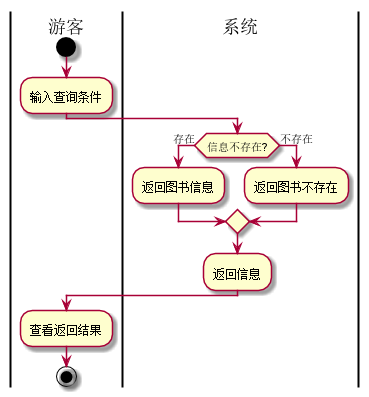 游客
系统
输入查询条件
存在
信息不存在?
不存在
返回图书信息
返回图书不存在
返回信息
查看返回结果